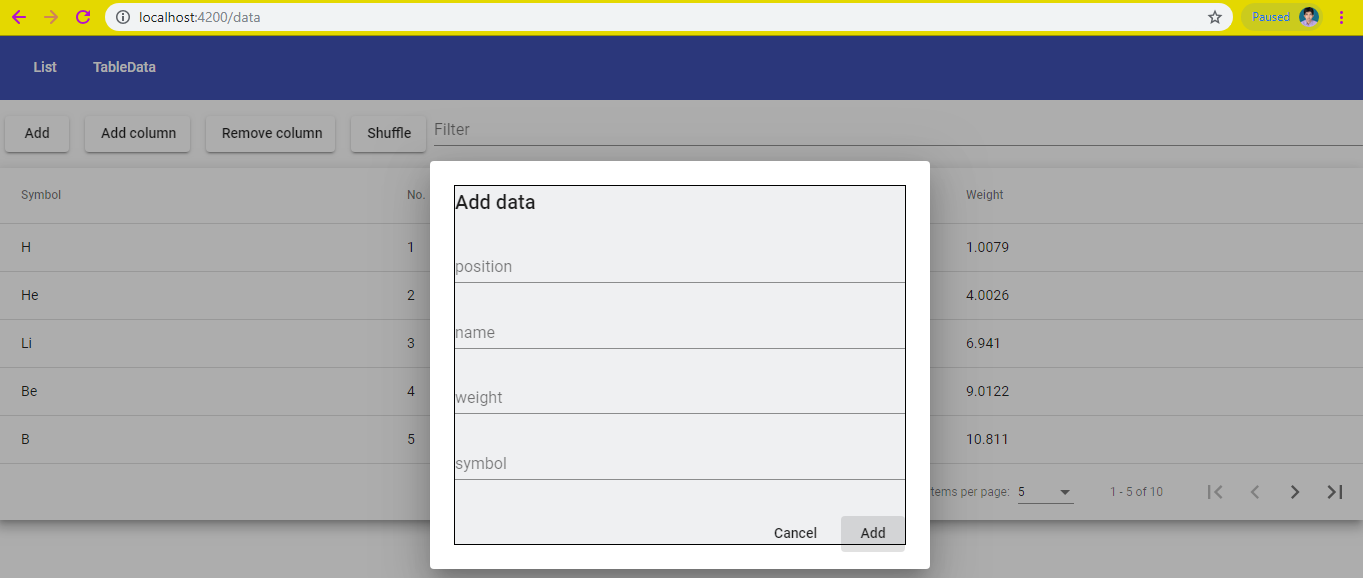 localhost:4200/data
Paused
List TableData
Add Add column Remove column Shuffle Filter
Symbol No. Weight
H 1 1.0079
He 2 4.0026
Li 3 6.941
Be 4 9.0122
B 5 10.811
tems per page: 5 1 - 5 of 10
Add data
position
name
weight
symbol
Cancel Add